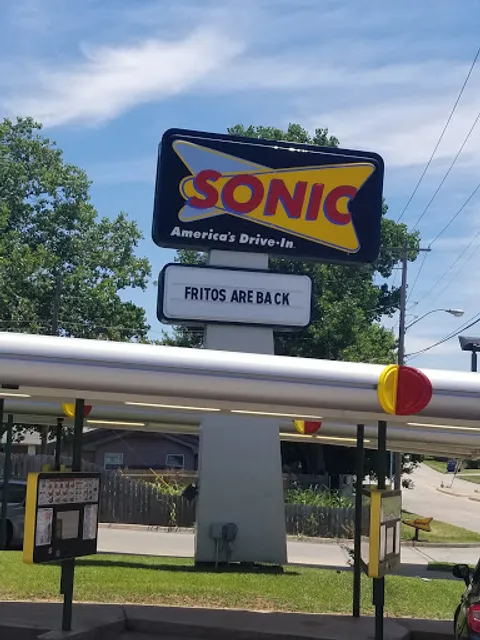 SONIC
America's Drive-In
FRITOS ARE BACK